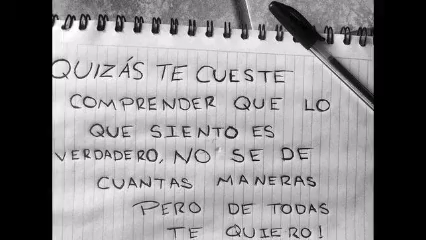 QUIZÁS TE CUESTE
COMPRENDER QUE LO
QUE SIENTO ES
VERDADERO, NO SE DE
CUANTAS MANERAS
PERO DE TODAS
TE QUIERO!